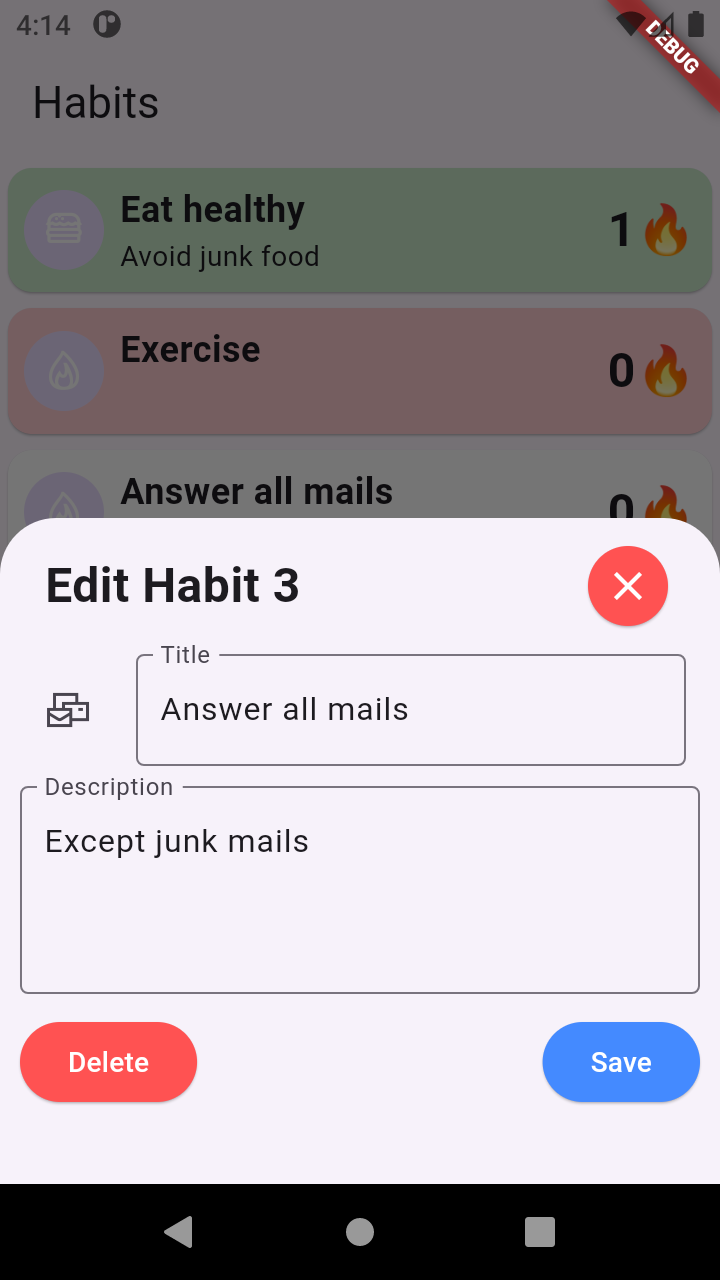 4:14
DEBUG
Habits
Eat healthy
Avoid junk food
1🔥
Exercise
0🔥
Answer all mails
0🔥
Edit Habit 3
Title
Answer all mails
Description
Except junk mails
Delete
Save